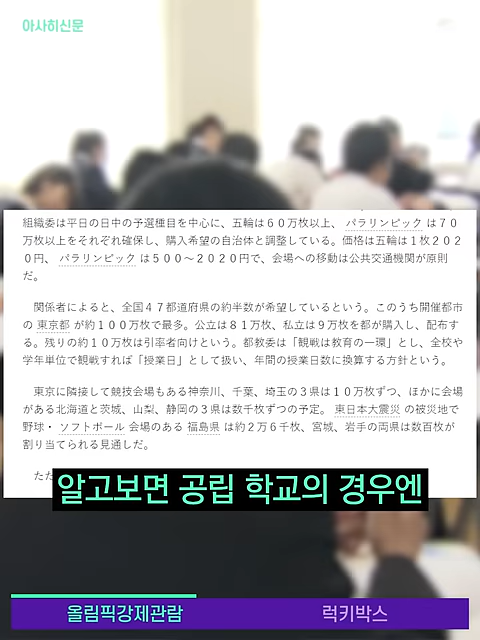 아사히신문
組織委は平日の日中の予選種目を中心に、五輪は６０万枚以上、 パラリンピック は７０
万枚以上をそれぞれ確保し、購入希望の自治体と調整している。価格は五輪は１枚２０２
０円、 パラリンピック は５００～２０２０円で、会場への移動は公共交通機関が原則
だ。
関係者によると、全国４７都道府県の約半数が希望しているという。このうち開催都市
の 東京都 が約１００万枚で最多。公立は８１万枚、私立は９万枚を都が購入し、配布す
る。残りの約１０万枚は引率者向けという。都教委は「観戦は教育の一環」とし、全校や
学年単位で観戦すれば「授業日」として扱い、年間の授業日数に換算する方針という。
東京に隣接して競技会場もある神奈川、千葉、埼玉の３県は１０万枚ずつ、ほかに会場
がある北海道と茨城、山梨、静岡の３県は数千枚ずつの予定。 東日本大震災 の被災地で
野球・ ソフトボール 会場のある 福島県 は約２万６千枚、宮城、岩手の両県は数百枚が
割り当てられる見通しだ。
ただ
알고보면 공립 학교의 경우엔
올림픽강제관람
럭키박스